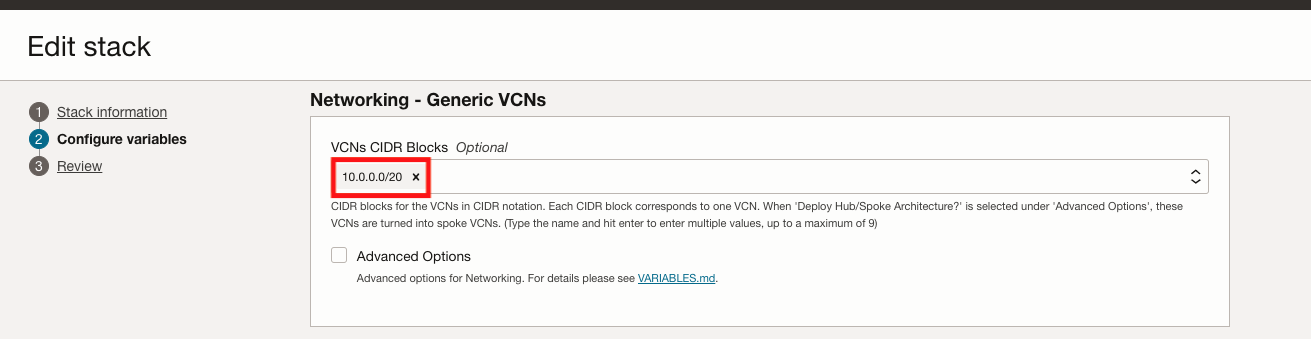 Edit stack
1 Stack information
2 Configure variables
3 Review
Networking - Generic VCNs
VCNs CIDR Blocks Optional
10.0.0.0/20 x
CIDR blocks for the VCNs in CIDR notation. Each CIDR block corresponds to one VCN. When 'Deploy Hub/Spoke Architecture?' is selected under 'Advanced Options', these
VCNs are turned into spoke VCNs. (Type the name and hit enter to enter multiple values, up to a maximum of 9)
Advanced Options
Advanced options for Networking. For details please see VARIABLES.md.